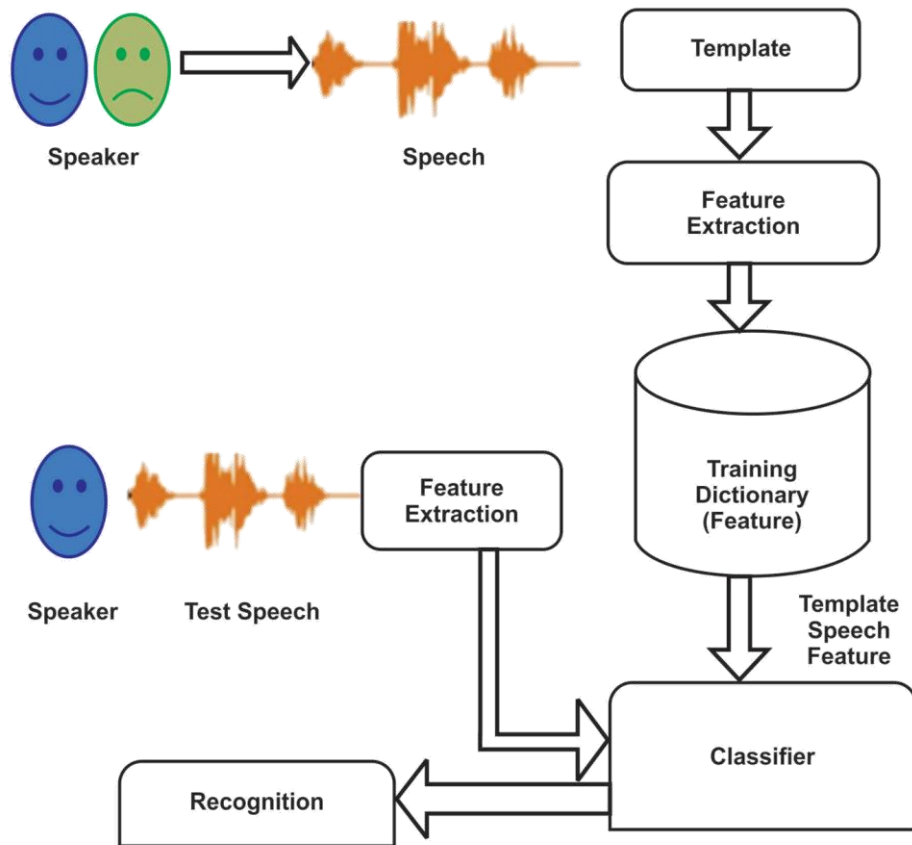 Template
Speaker
Speech
Feature
Extraction
Training
Dictionary
(Feature)
Feature
Extraction
Speaker
Test Speech
Template
Speech
Feature
Classifier
Recognition